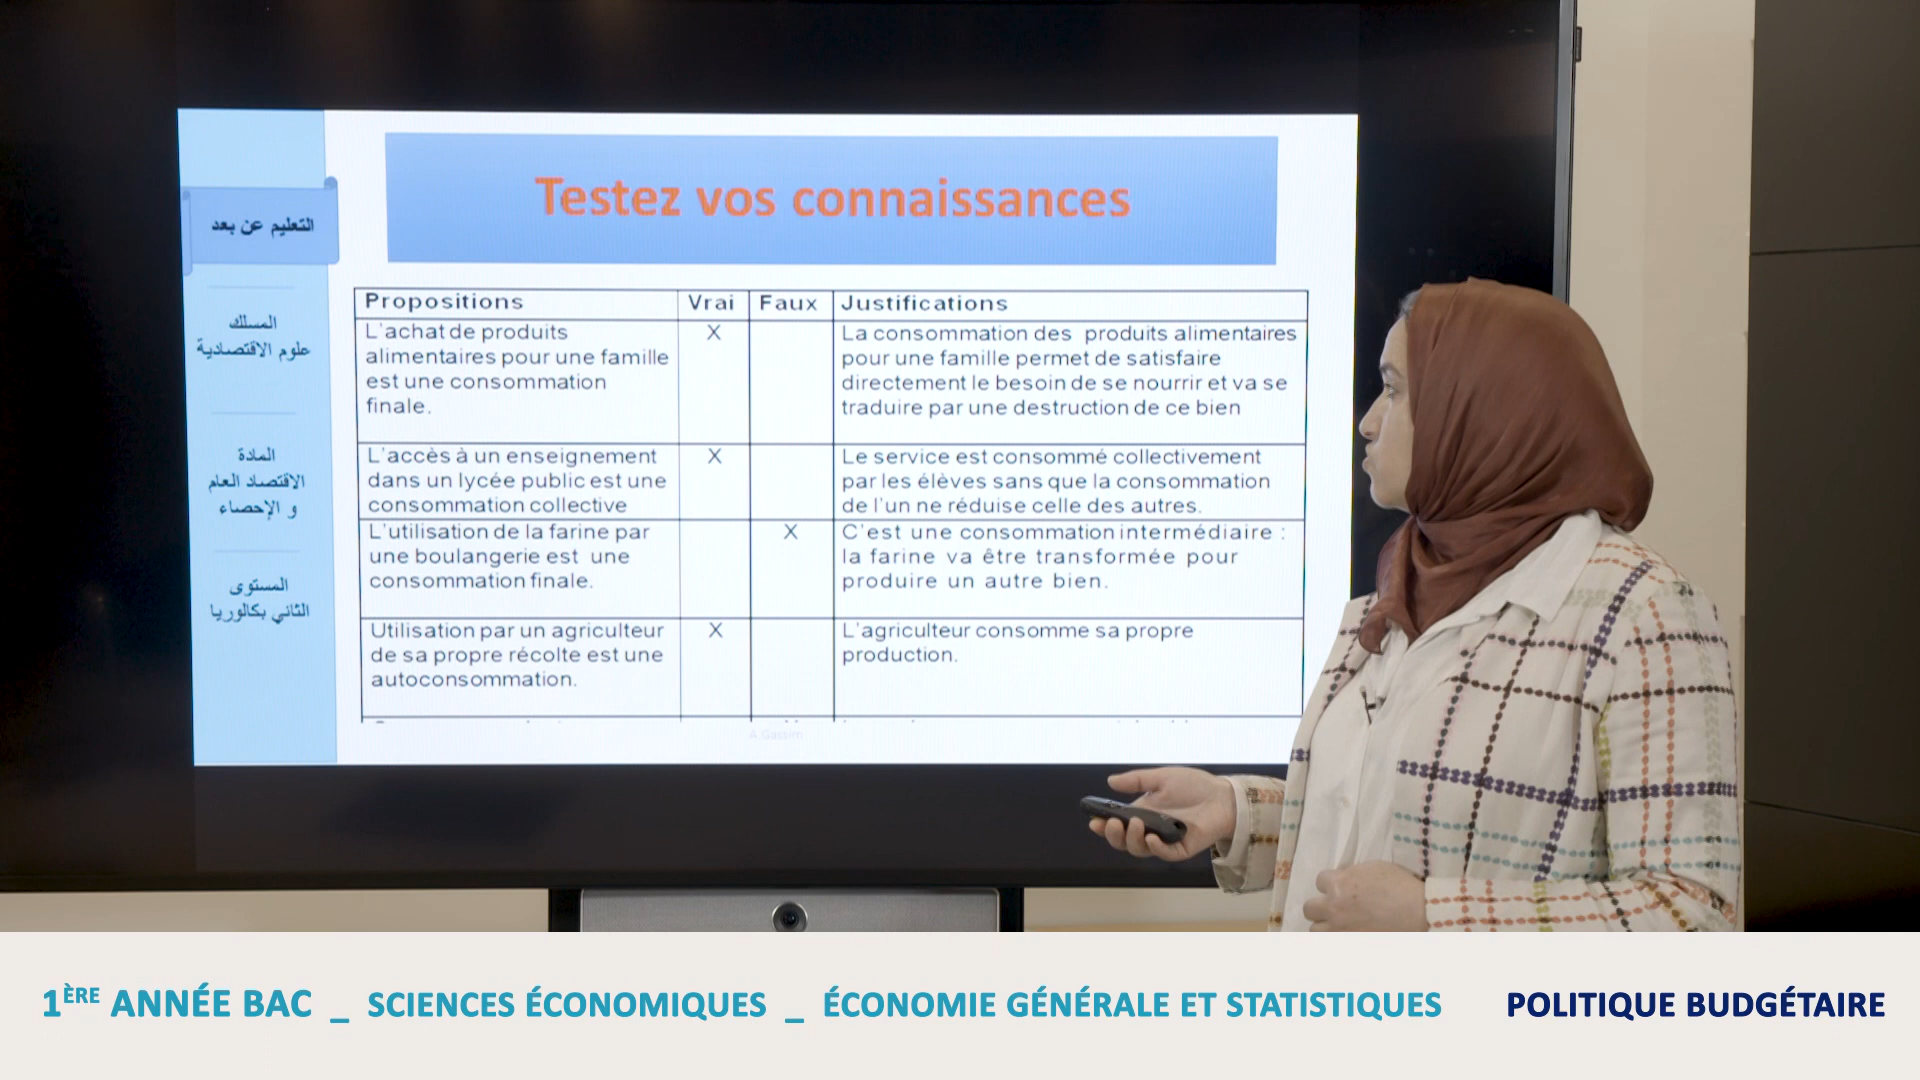 Testez vos connaissances
التعليم عن بعد
المسلك
علوم الاقتصادية
المادة
الاقتصاد العام
و الإحصاء
المستوى
الثاني بكالوريا
Propositions Vrai Faux Justifications
L'achat de produits
alimentaires pour une famille
est une consommation
finale.
X
La consommation des produits alimentaires
pour une famille permet de satisfaire
directement le besoin de se nourrir et va se
traduire par une destruction de ce bien
L'accès à un enseignement
dans un lycée public est une
consommation collective
X
Le service est consommé collectivement
par les élèves sans que la consommation
de l'un ne réduise celle des autres.
L'utilisation de la farine par
une boulangerie est une
consommation finale.
X
C'est une consommation intermédiaire :
la farine va être transformée pour
produire un autre bien.
Utilisation par un agriculteur
de sa propre récolte est une
autoconsommation.
X
L'agriculteur consomme sa propre
production.
A Gassim
1ÈRE ANNÉE BAC _ SCIENCES ÉCONOMIQUES _ ÉCONOMIE GÉNÉRALE ET STATISTIQUES POLITIQUE BUDGÉTAIRE